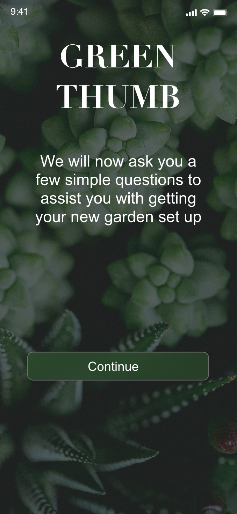 9:41
GREEN
THUMB
We will now ask you a
few simple questions to
assist you with getting
your new garden set up
Continue